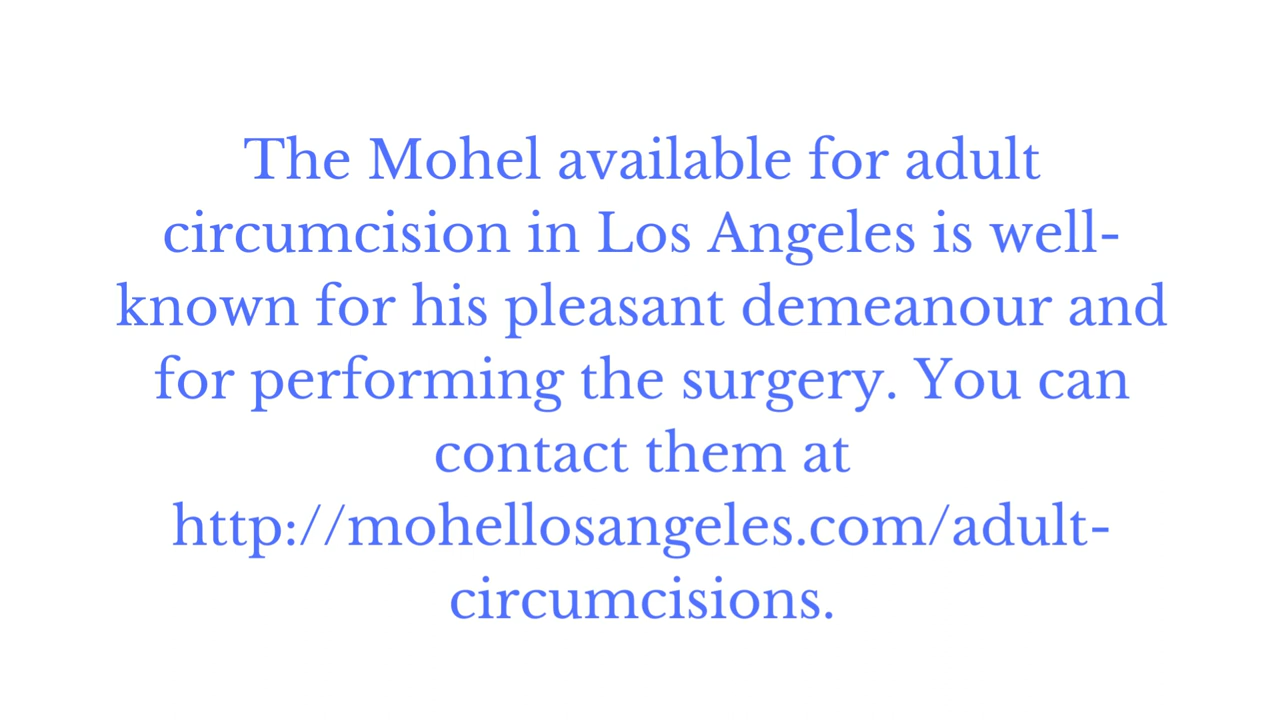 The Mohel available for adult
circumcision in Los Angeles is well-
known for his pleasant demeanour and
for performing the surgery. You can
contact them at
http://mohellosangeles.com/adult-
circumcisions.